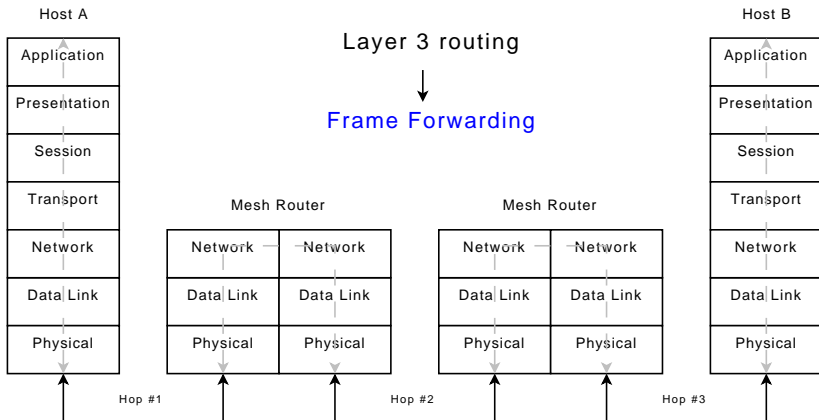 Host A
Host B
Layer 3 routing
Frame Forwarding
Application
Presentation
Session
Transport
Network
Data Link
Physical
Mesh Router
Network Network
Data Link Data Link
Physical Physical
Mesh Router
Network Network
Data Link Data Link
Physical Physical
Application
Presentation
Session
Transport
Network
Data Link
Physical
Hop #1
Hop #2
Hop #3